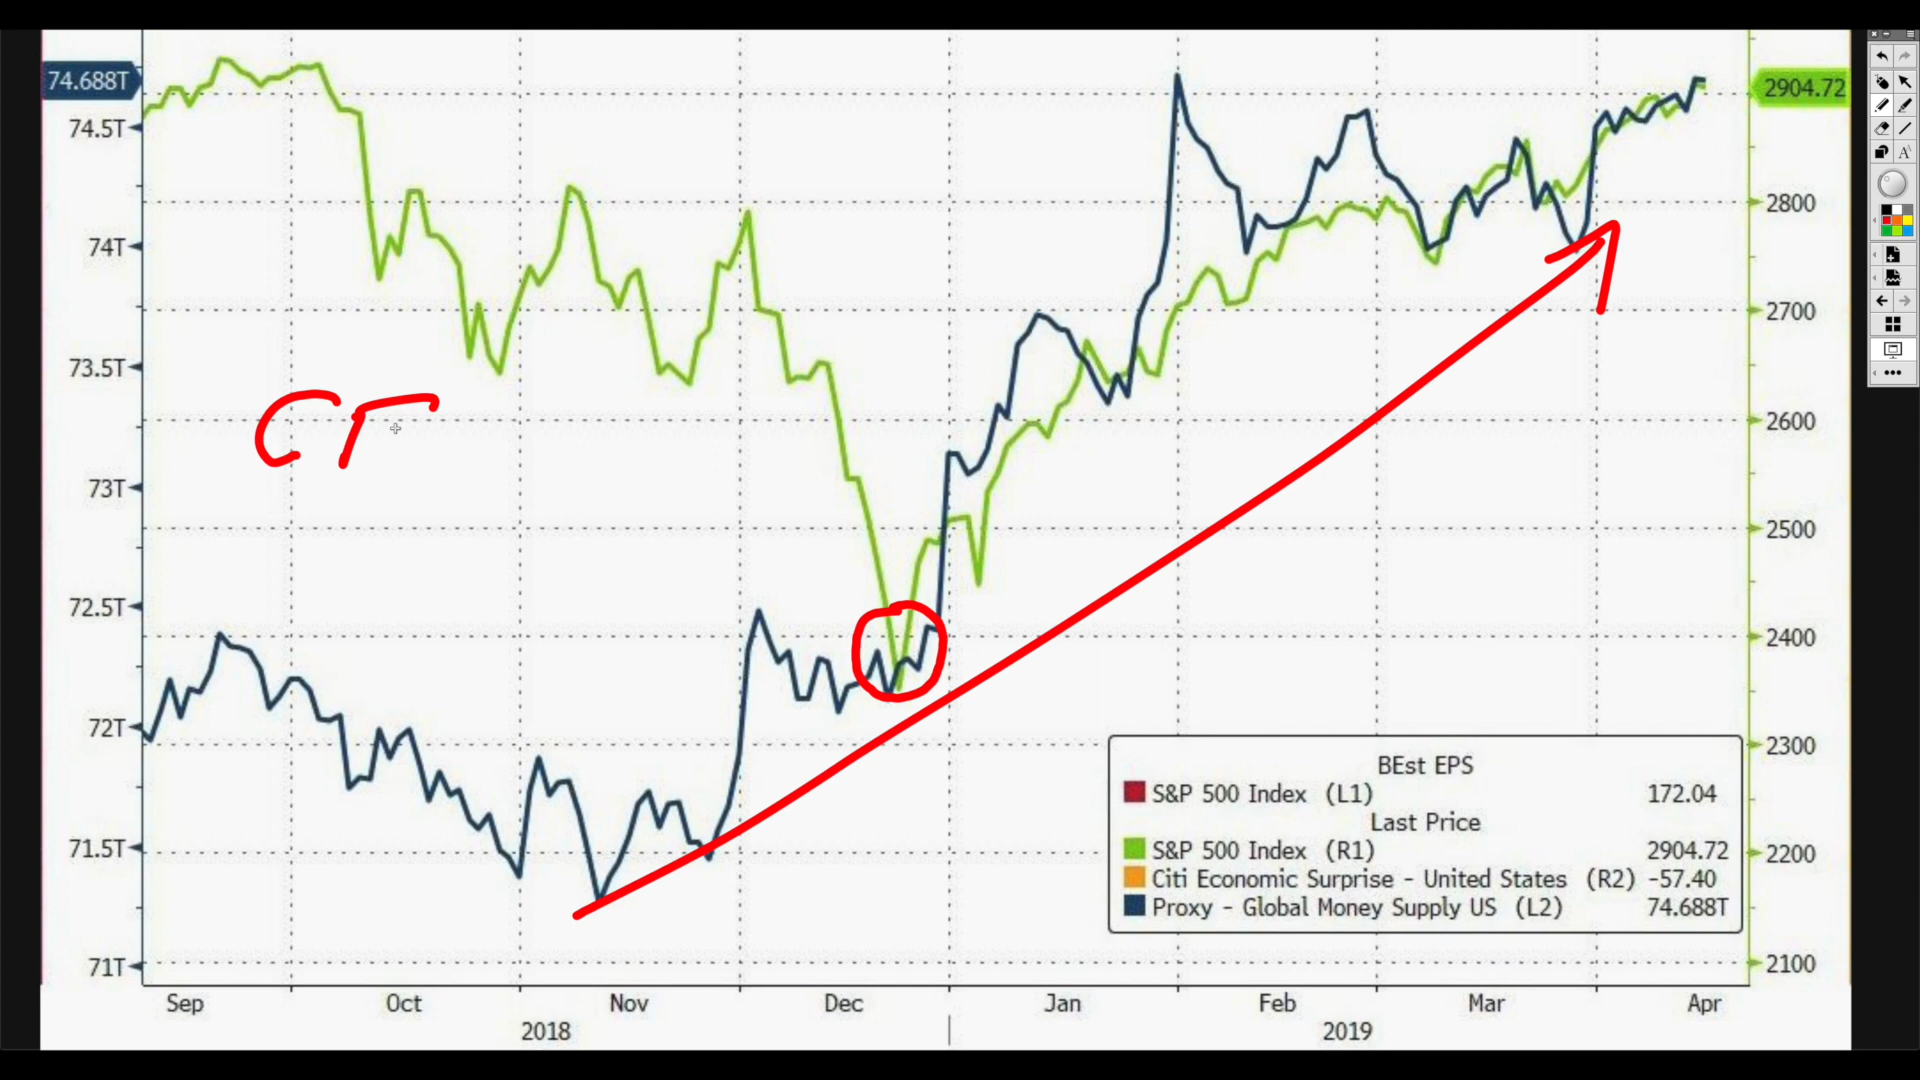 74.688T
74.5T
74T
73.5T
73T
72.5T
72T
71.5T
71T
2904.72
2800
2700
2600
2500
2400
2300
2200
2100
BEst EPS
S&P 500 Index (L1) 172.04
Last Price
S&P 500 Index (R1) 2904.72
Citi Economic Surprise - United States (R2) -57.40
Proxy - Global Money Supply US (L2) 74.688T
Sep Oct Nov Dec Jan Feb Mar Apr
2018 2019
A